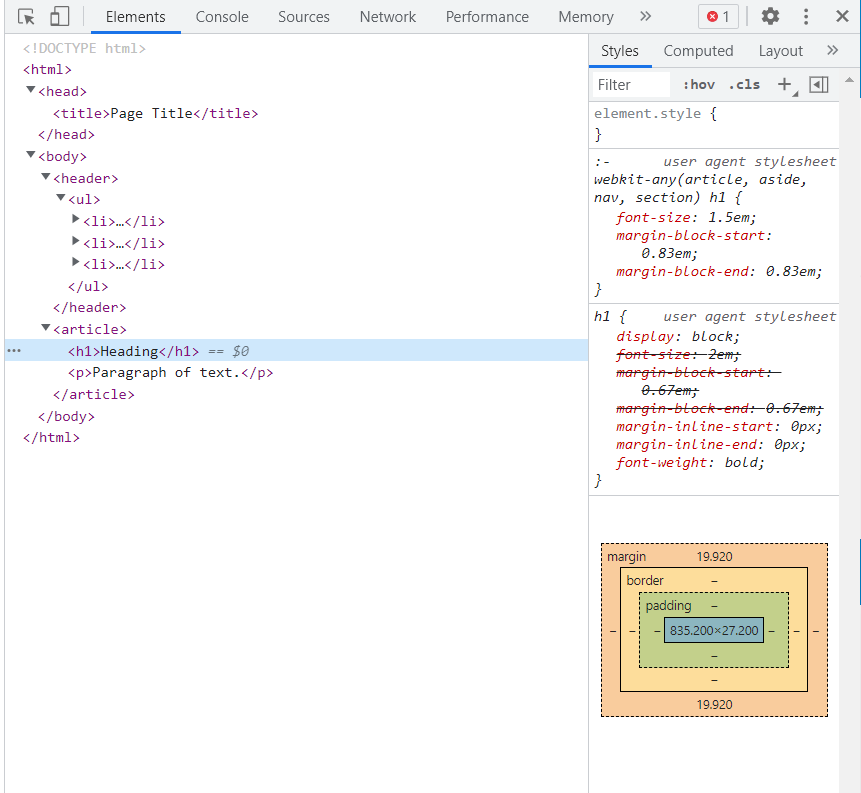 Elements Console Sources Network Performance Memory » 1
<!DOCTYPE html>
<html>
<head>
<title>Page Title</title>
</head>
<body>
<header>
<ul>
<li>…</li>
<li>…</li>
<li>…</li>
</ul>
</header>
<article>
<h1>Heading</h1> == $0
<p>Paragraph of text.</p>
</article>
</body>
</html>
Styles Computed Layout »
Filter :hov .cls +
element.style {
}
:- user agent stylesheet
webkit-any(article, aside,
nav, section) h1 {
font-size: 1.5em;
margin-block-start:
0.83em;
margin-block-end: 0.83em;
}
h1 { user agent stylesheet
display: block;
font-size: 2em;
margin-block-start:
0.67em;
margin-block-end: 0.67em;
margin-inline-start: 0px;
margin-inline-end: 0px;
font-weight: bold;
}
margin 19.920
border –
padding –
– – – 835.200×27.200 – – –
–
–
19.920